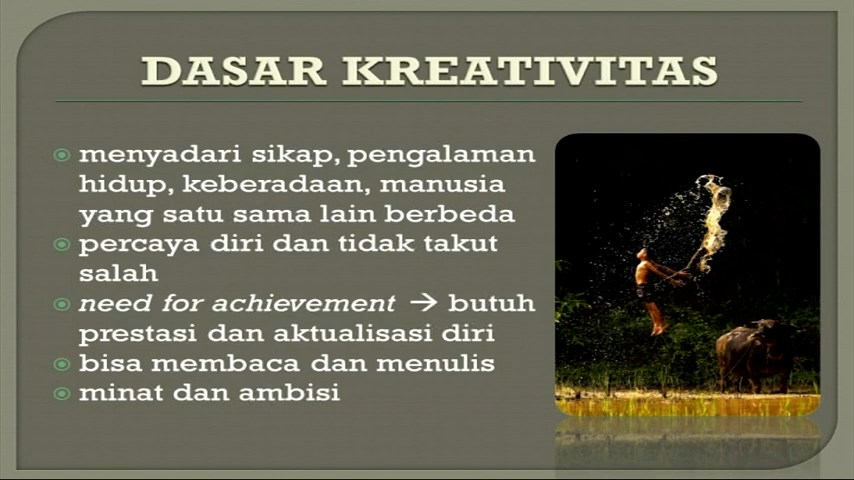 DASAR KREATIVITAS
menyadari sikap, pengalaman
hidup, keberadaan, manusia
yang satu sama lain berbeda
percaya diri dan tidak takut
salah
need for achievement → butuh
prestasi dan aktualisasi diri
bisa membaca dan menulis
minat dan ambisi